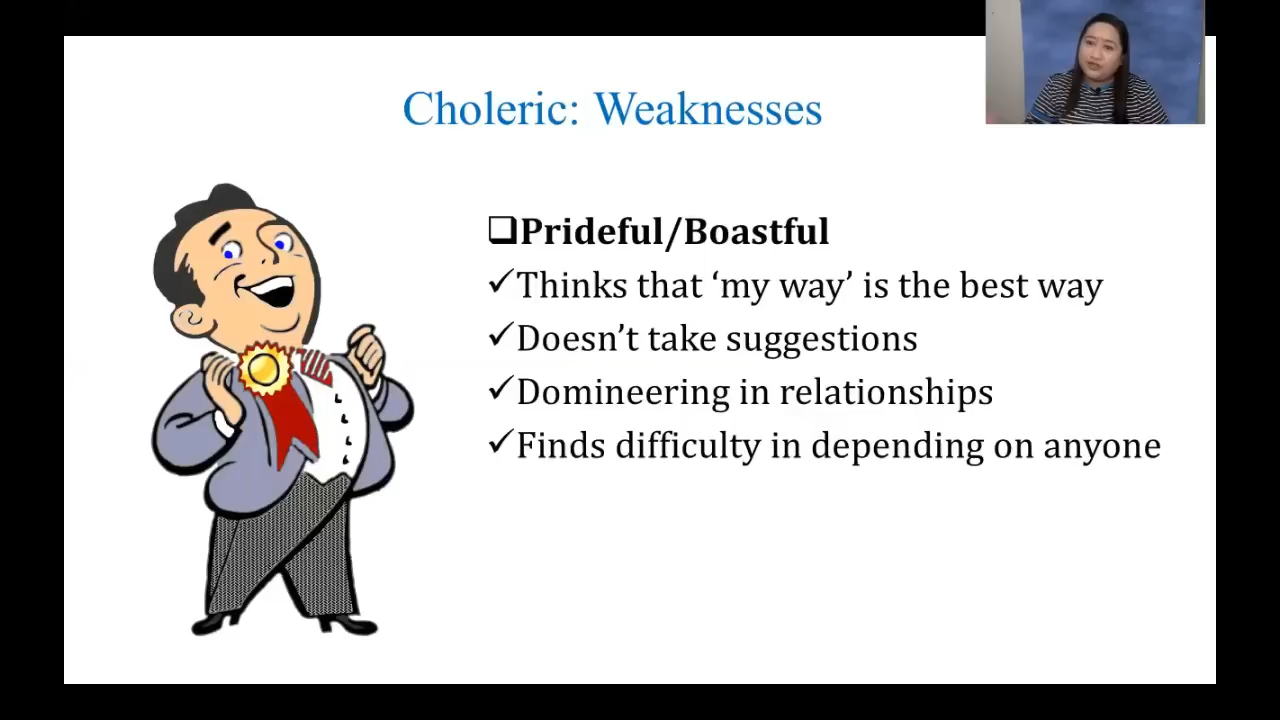 Choleric: Weaknesses
❑Prideful/Boastful
✓Thinks that ‘my way’ is the best way
✓Doesn’t take suggestions
✓Domineering in relationships
✓Finds difficulty in depending on anyone